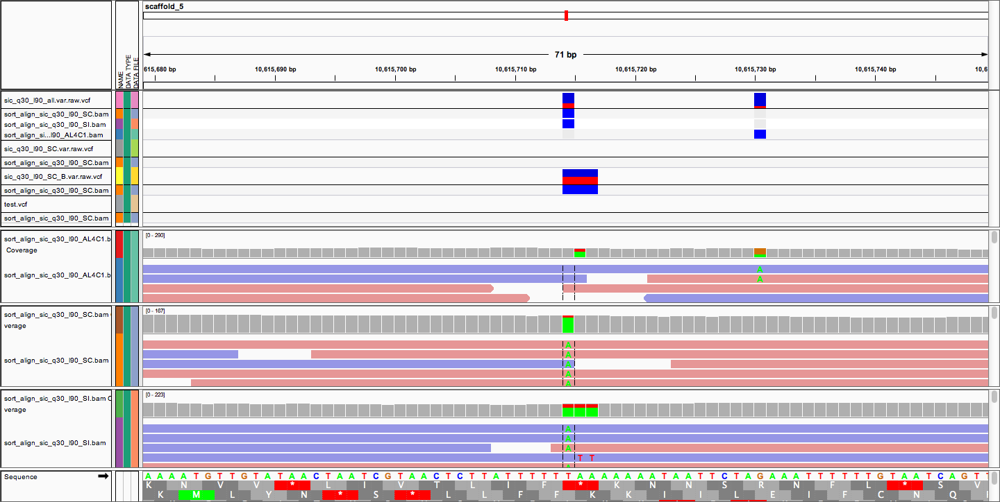 scaffold_5
71 bp
615,680 bp 10,615,690 bp 10,615,700 bp 10,615,710 bp 10,615,720 bp 10,615,730 bp 10,615,740 bp 10,6
NAME
DATA TYPE
DATA FILE
sic_q30_l90_all.var.raw.vcf
sort_align_sic_q30_l90_SC.bam
sort_align_sic_q30_l90_SI.bam
sort_align_si...l90_AL4C1.bam
sic_q30_l90_SC.var.raw.vcf
sort_align_sic_q30_l90_SC.bam
sic_q30_l90_SC_B.var.raw.vcf
sort_align_sic_q30_l90_SC.bam
test.vcf
sort_align_sic_q30_l90_SC.bam
sort_align_sic_q30_l90_AL4C1.b
Coverage
[0 - 290]
sort_align_sic_q30_l90_AL4C1.b
A
A
sort_align_sic_q30_l90_SC.bam
verage
[0 - 167]
sort_align_sic_q30_l90_SC.bam
A
A
A
A
A
sort_align_sic_q30_l90_SI.bam C
verage
[0 - 223]
sort_align_sic_q30_l90_SI.bam
A
A
A
T T
Sequence
A A A A T G T T G T A T A A C T A A T C G T A A C T C T T A T T T T T T A A A A A A A T A A T T C T A G A A A T T T T T T G T A A T C A G T T
K N V V * L I V T L I F * K N N S R N F L * S V
K M L Y N * S * L L F F K K I I L E I F C N Q I